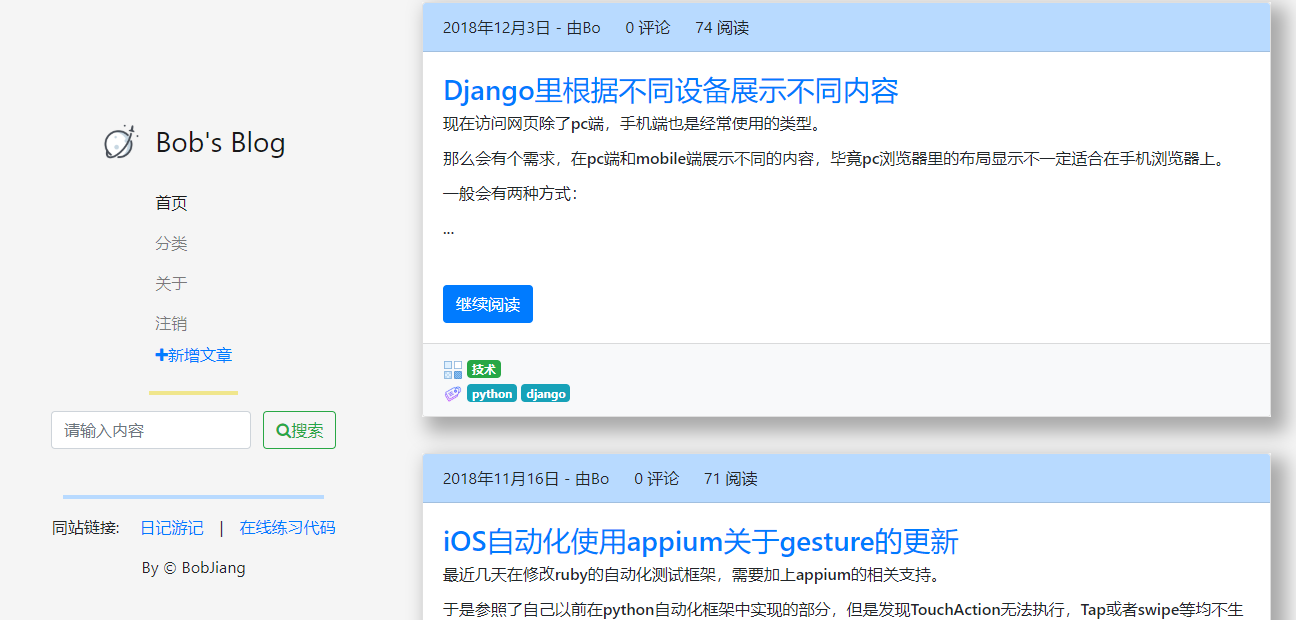 Bob's Blog
首页
分类
关于
注销
新增文章
请输入内容
搜索
同站链接: 日记游记 | 在线练习代码
By © BobJiang
2018年12月3日 - 由Bo 0 评论 74 阅读
Django里根据不同设备展示不同内容
现在访问网页除了pc端，手机端也是经常使用的类型。
那么会有个需求，在pc端和mobile端展示不同的内容，毕竟pc浏览器里的布局显示不一定适合在手机浏览器上。
一般会有两种方式：
...
继续阅读
技术
python django
2018年11月16日 - 由Bo 0 评论 71 阅读
iOS自动化使用appium关于gesture的更新
最近几天在修改ruby的自动化测试框架，需要加上appium的相关支持。
于是参照了自己以前在python自动化框架中实现的部分，但是发现TouchAction无法执行，Tap或者swipe等均不生